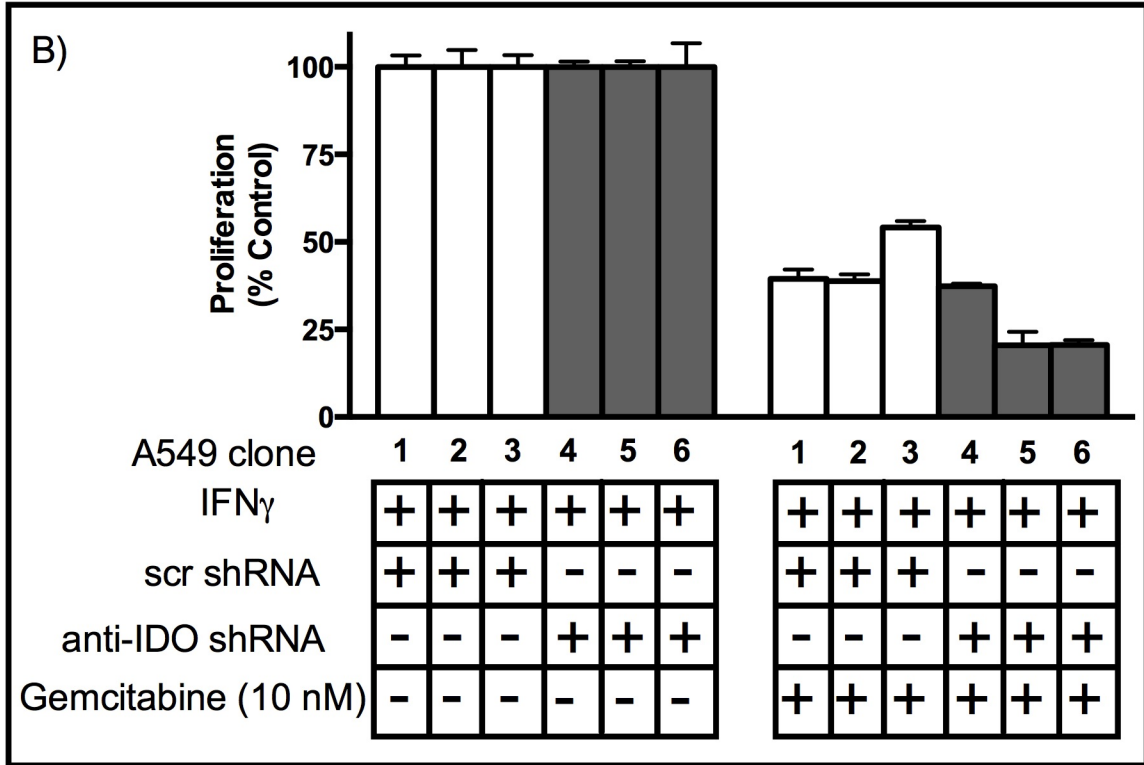 B)
Proliferation
(% Control)
100
75
50
25
0
A549 clone 1 2 3 4 5 6 1 2 3 4 5 6
IFNγ + + + + + + + + + + + +
scr shRNA + + + - - - + + + - - -
anti-IDO shRNA - - - + + + - - - + + +
Gemcitabine (10 nM) - - - - - - + + + + + +